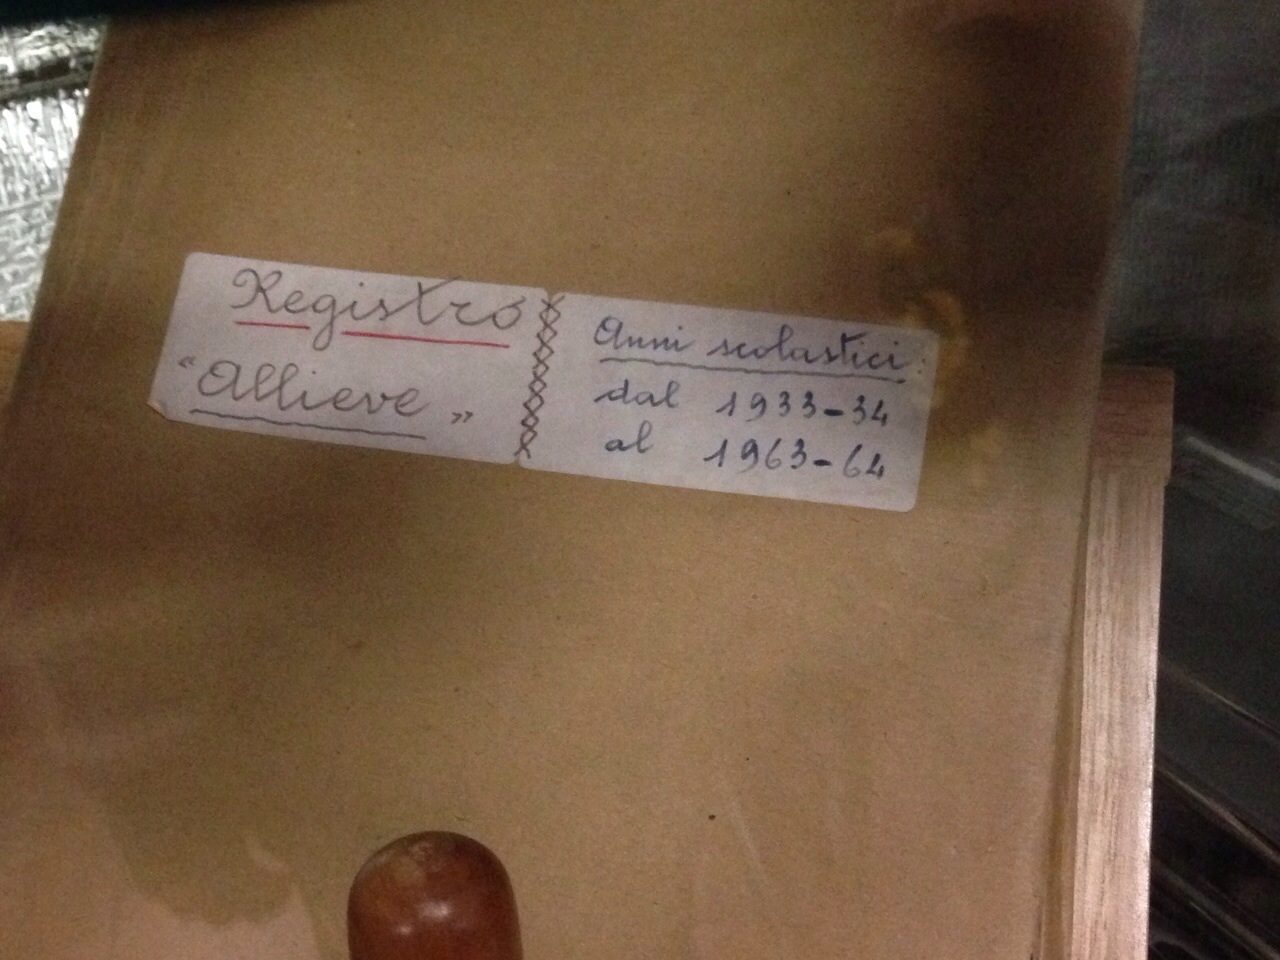 Registro
"Allieve"
Anni scolastici:
dal 1933-34
al 1963-64